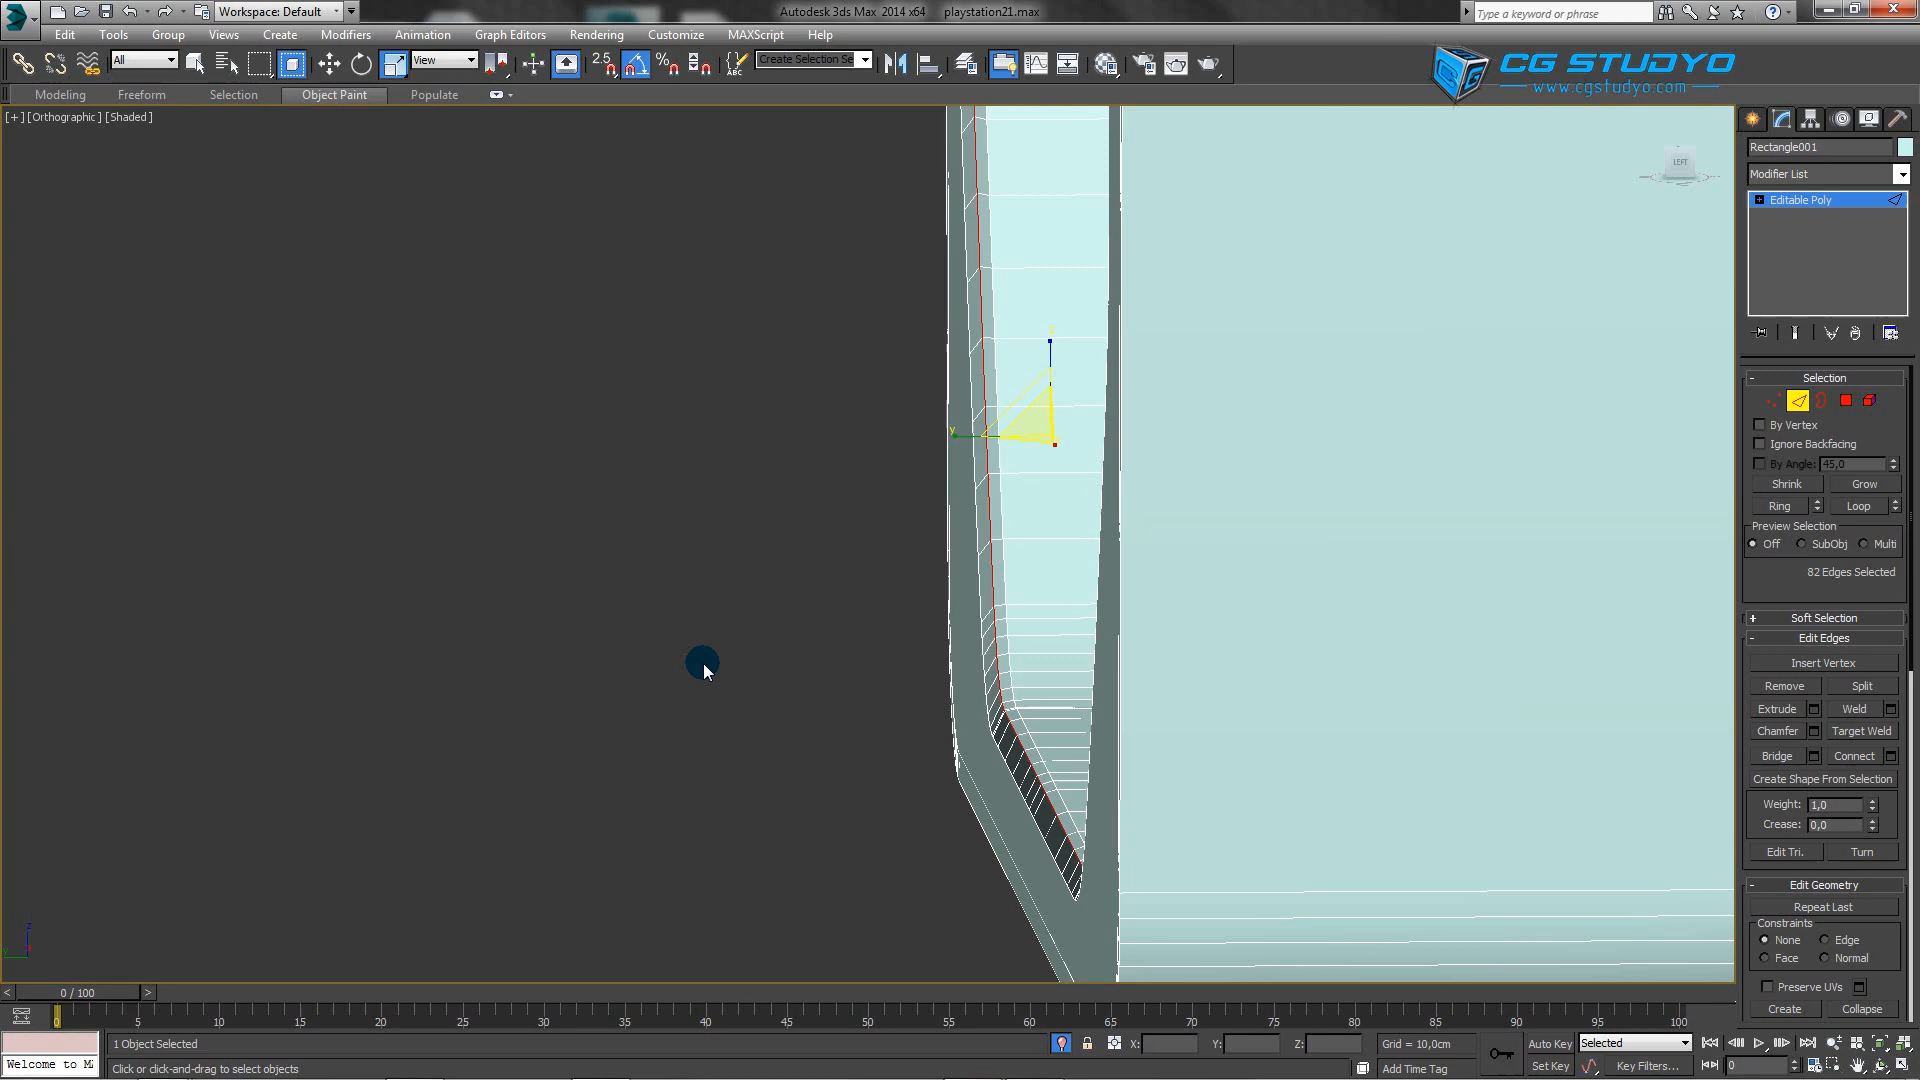 Workspace: Default
Autodesk 3ds Max 2014 x64 playstation21.max
Type a keyword or phrase
Edit Tools Group Views Create Modifiers Animation Graph Editors Rendering Customize MAXScript Help
All View 2.5 Create Selection Se
CG STUDYO
www.cgstudyo.com
Modeling Freeform Selection Object Paint Populate
[+] [Orthographic] [Shaded]
LEFT
Rectangle001
Modifier List
Editable Poly
Selection
By Vertex
Ignore Backfacing
By Angle: 45,0
Shrink Grow
Ring Loop
Preview Selection
Off SubObj Multi
82 Edges Selected
Soft Selection
Edit Edges
Insert Vertex
Remove Split
Extrude Weld
Chamfer Target Weld
Bridge Connect
Create Shape From Selection
Weight: 1,0
Crease: 0,0
Edit Tri. Turn
Edit Geometry
Repeat Last
Constraints
None Edge
Face Normal
Preserve UVs
Create Collapse
y
z
0 / 100
0 5 10 15 20 25 30 35 40 45 50 55 60 65 70 75 80 85 90 95 100
1 Object Selected X: Y: Z: Grid = 10,0cm Auto Key Selected
Welcome to M Click or click-and-drag to select objects Add Time Tag Set Key Key Filters... 0